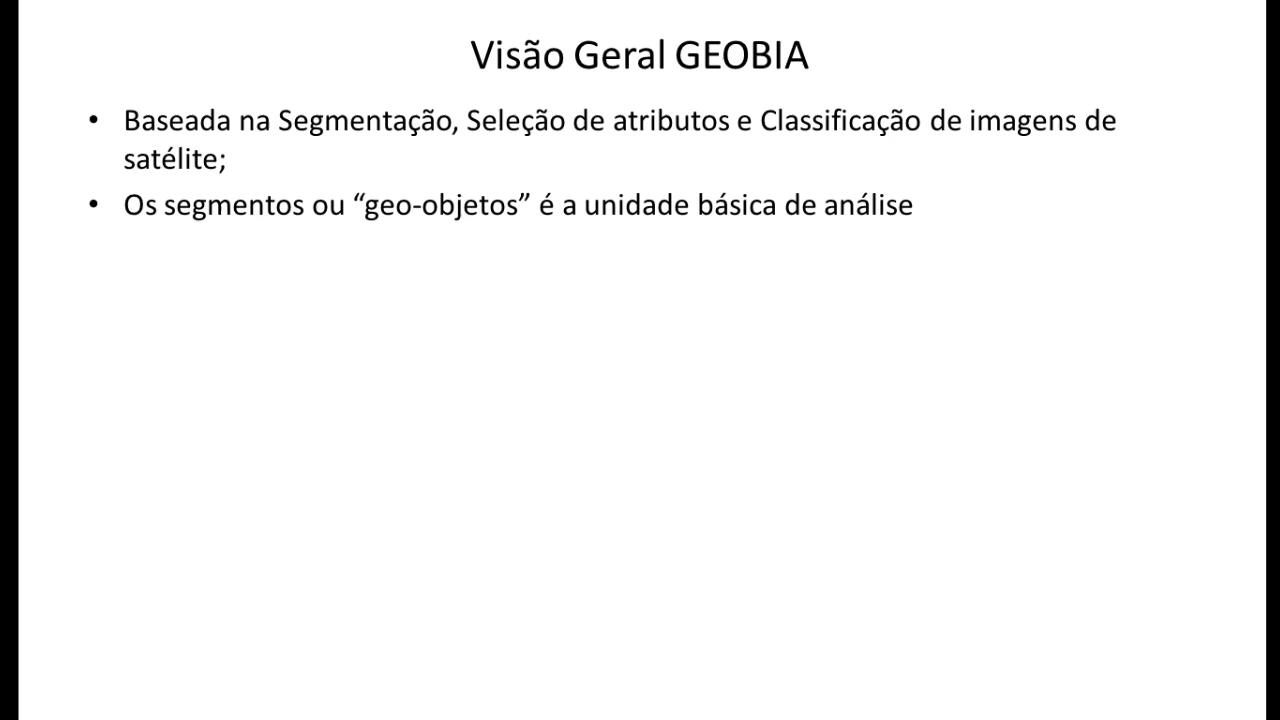 Visão Geral GEOBIA
• Baseada na Segmentação, Seleção de atributos e Classificação de imagens de
satélite;
• Os segmentos ou “geo-objetos” é a unidade básica de análise